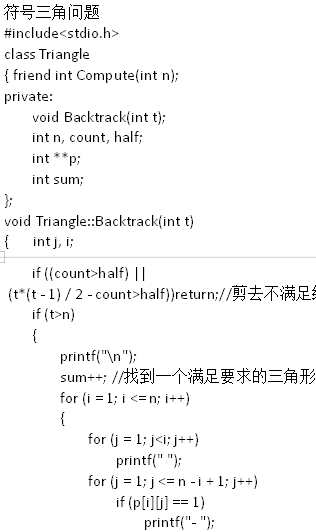 符号三角问题
#include<stdio.h>
class Triangle
{ friend int Compute(int n);
private:
void Backtrack(int t);
int n, count, half;
int **p;
int sum;
};
void Triangle::Backtrack(int t)
{ int j, i;
if ((count>half) ||
(t*(t - 1) / 2 - count>half))return;//剪去不满足
if (t>n)
{
printf("\n");
sum++; //找到一个满足要求的三角形
for (i = 1; i <= n; i++)
{
for (j = 1; j<i; j++)
printf(" ");
for (j = 1; j <= n - i + 1; j++)
if (p[i][j] == 1)
printf("- ");